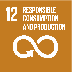 12 RESPONSIBLE
CONSUMPTION
AND PRODUCTION